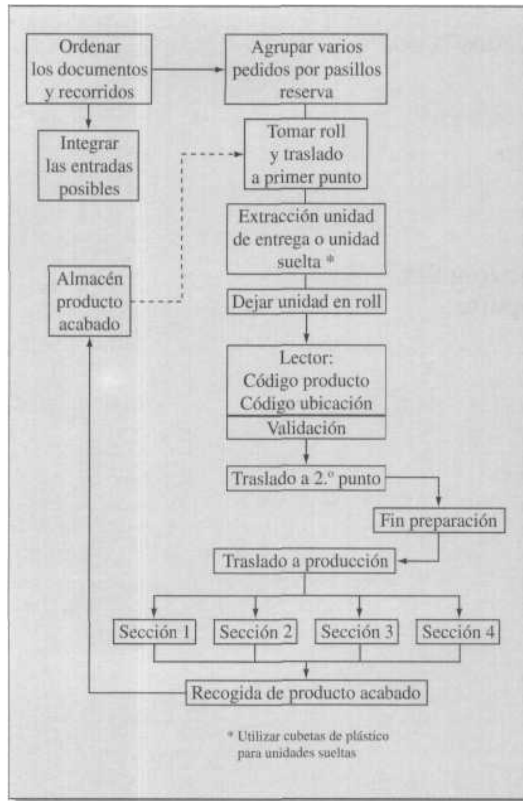 Ordenar
los documentos
y recorridos
Agrupar varios
pedidos por pasillos
reserva
Integrar
las entradas
posibles
Tomar roll
y traslado
a primer punto
Extracción unidad
de entrega o unidad
suelta *
Almacén
producto
acabado
Dejar unidad en roll
Lector:
Código producto
Código ubicación
Validación
Traslado a 2.º punto
Fin preparación
Traslado a producción
Sección 1
Sección 2
Sección 3
Sección 4
Recogida de producto acabado
* Utilizar cubetas de plástico
para unidades sueltas